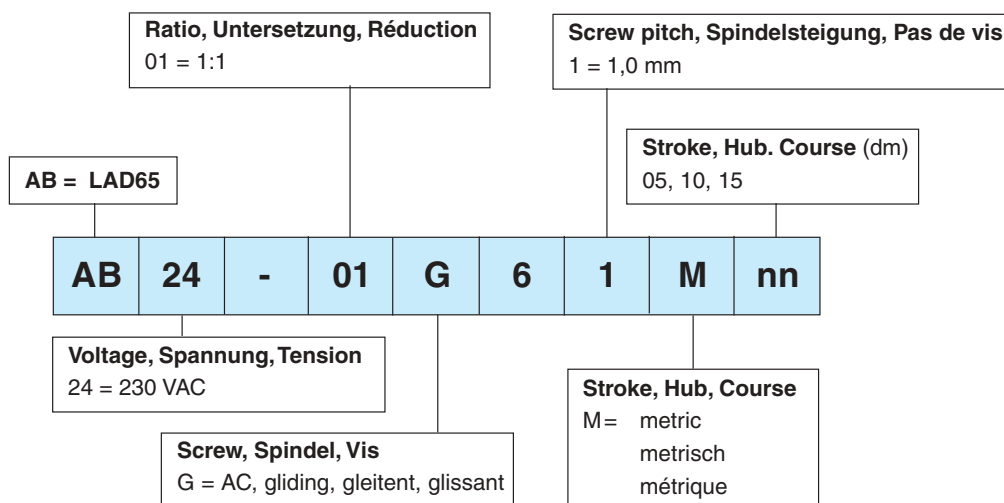 Ratio, Untersetzung, Réduction
01 = 1:1
Screw pitch, Spindelsteigung, Pas de vis
1 = 1,0 mm
Stroke, Hub. Course (dm)
05, 10, 15
AB = LAD65
AB 24 - 01 G 6 1 M nn
Voltage, Spannung, Tension
24 = 230 VAC
Screw, Spindel, Vis
G = AC, gliding, gleitent, glissant
Stroke, Hub, Course
M = metric
metrisch
métrique